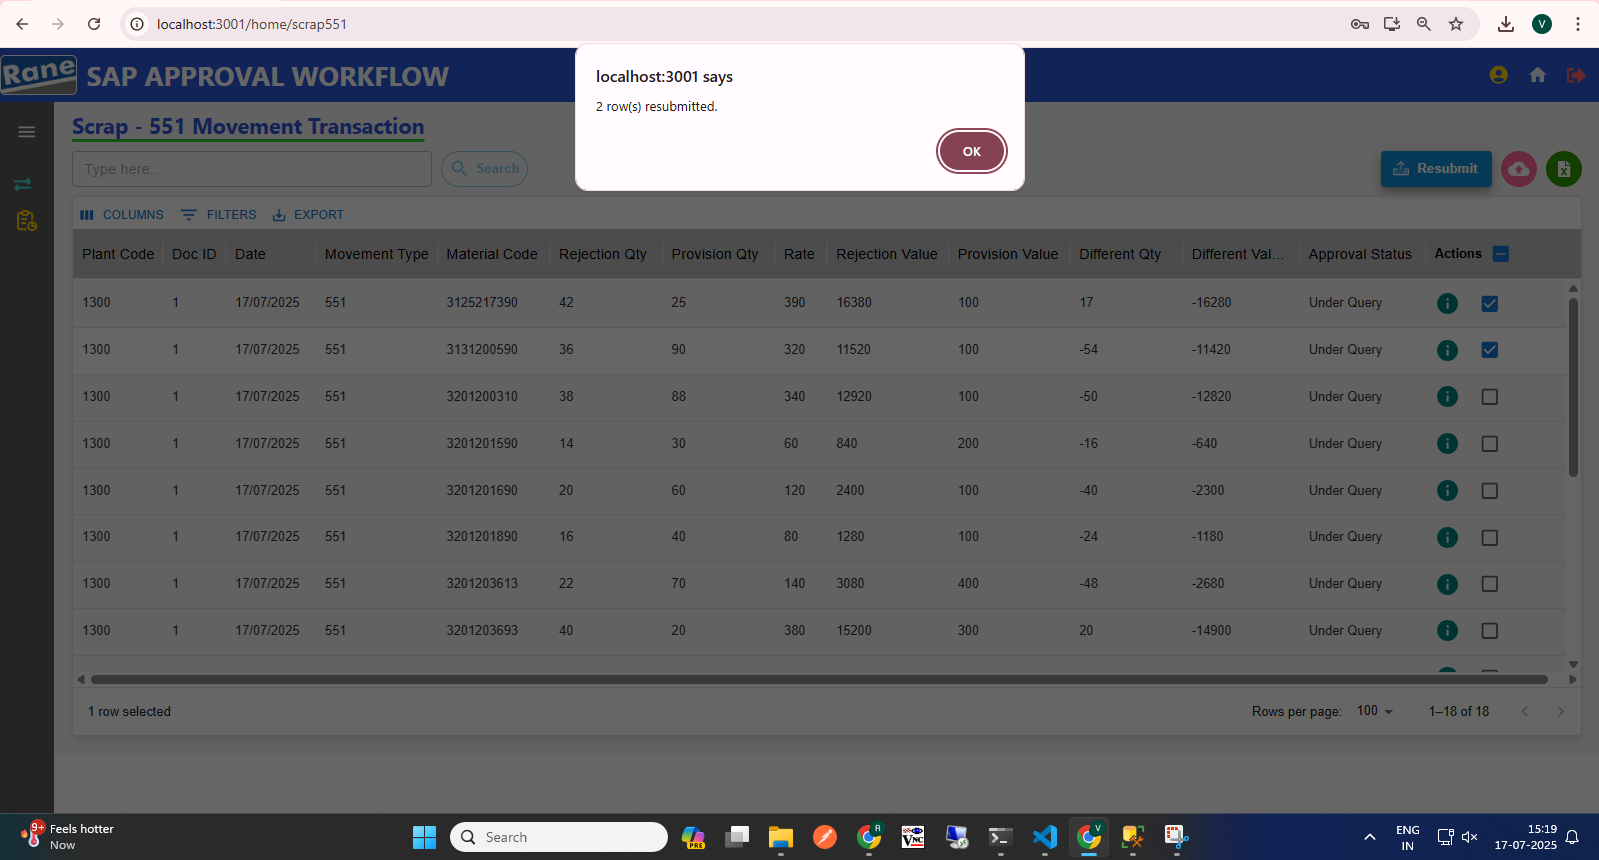 localhost:3001/home/scrap551
V
Rane
SAP APPROVAL WORKFLOW
localhost:3001 says
2 row(s) resubmitted.
OK
Scrap - 551 Movement Transaction
Type here...
Search
Resubmit
COLUMNS FILTERS EXPORT
Plant Code Doc ID Date Movement Type Material Code Rejection Qty Provision Qty Rate Rejection Value Provision Value Different Qty Different Val... Approval Status Actions
1300 1 17/07/2025 551 3125217390 42 25 390 16380 100 17 -16280 Under Query
1300 1 17/07/2025 551 3131200590 36 90 320 11520 100 -54 -11420 Under Query
1300 1 17/07/2025 551 3201200310 38 88 340 12920 100 -50 -12820 Under Query
1300 1 17/07/2025 551 3201201590 14 30 60 840 200 -16 -640 Under Query
1300 1 17/07/2025 551 3201201690 20 60 120 2400 100 -40 -2300 Under Query
1300 1 17/07/2025 551 3201201890 16 40 80 1280 100 -24 -1180 Under Query
1300 1 17/07/2025 551 3201203613 22 70 140 3080 400 -48 -2680 Under Query
1300 1 17/07/2025 551 3201203693 40 20 380 15200 300 20 -14900 Under Query
1 row selected
Rows per page: 100 1–18 of 18
9+
Feels hotter
Now
Search
PRE
R
VNC
V
ENG
IN
15:19
17-07-2025